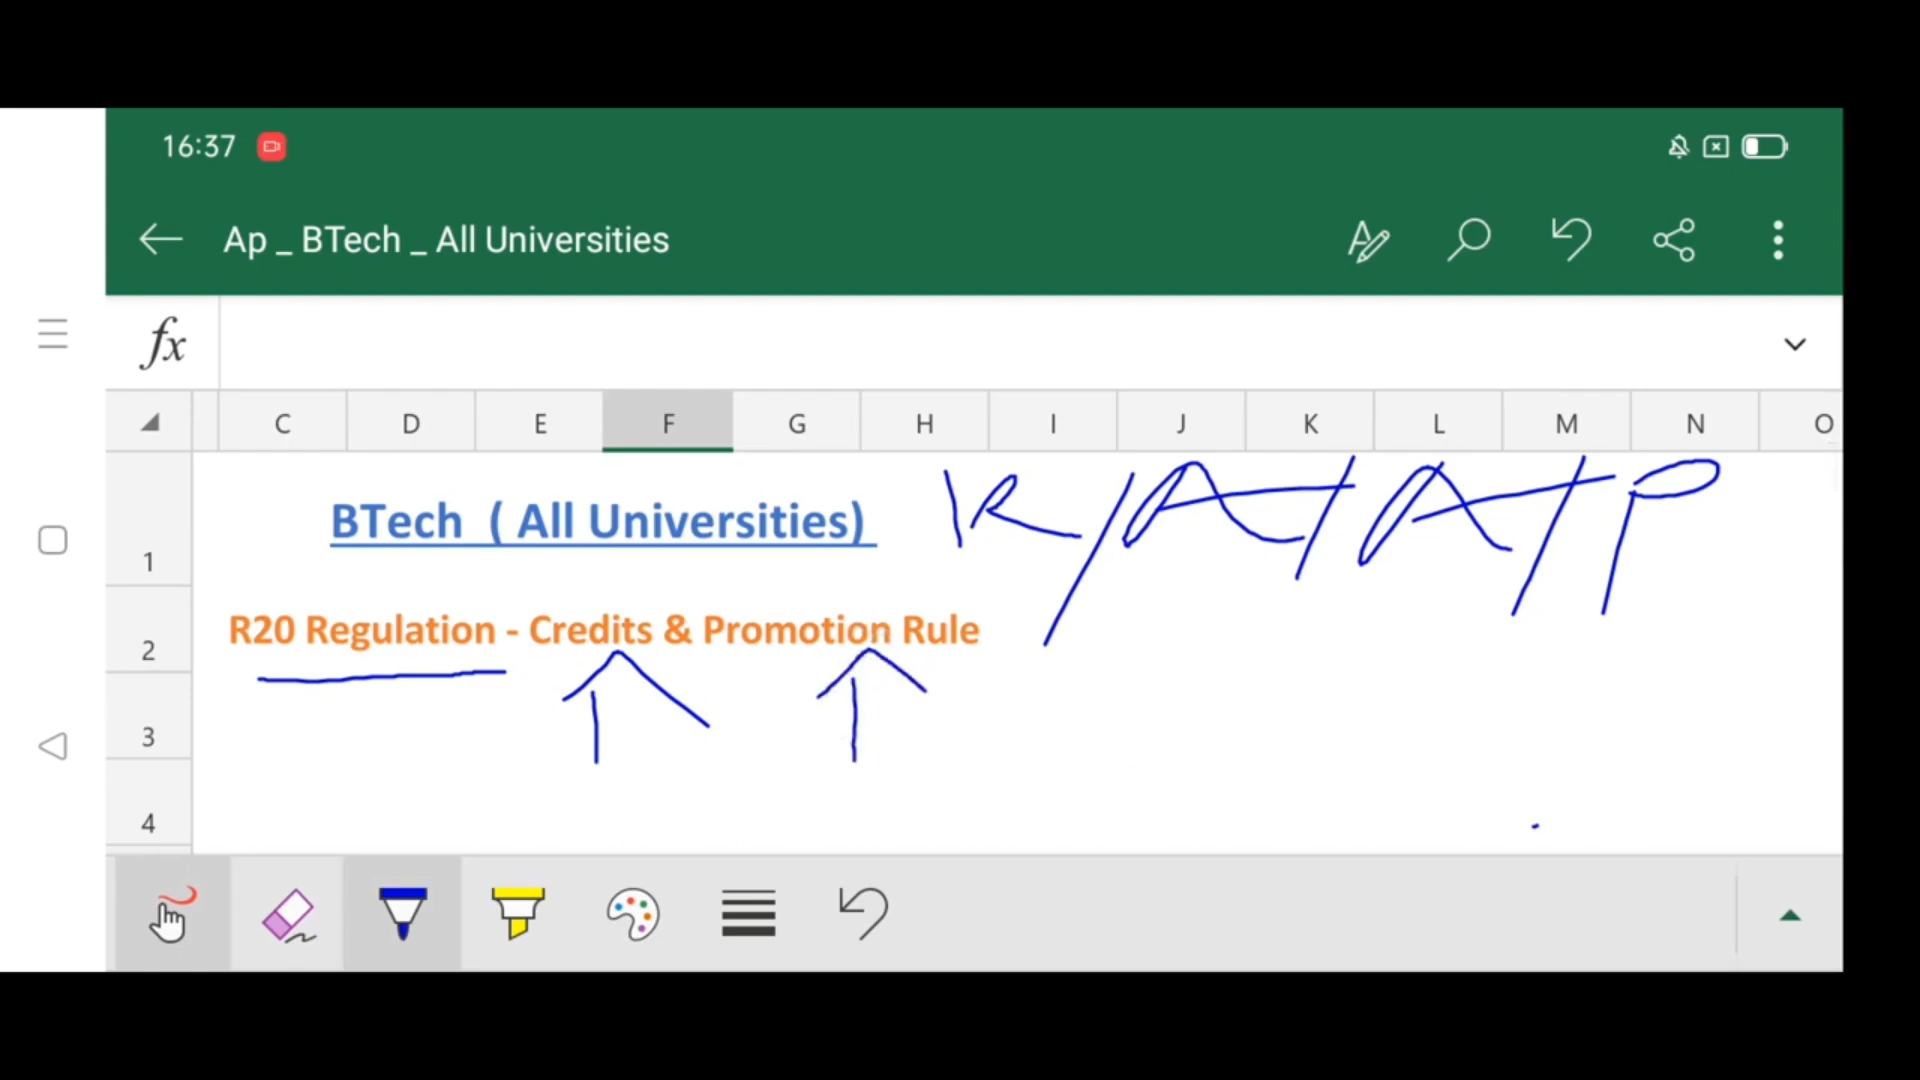 16:37
Ap _ BTech _ All Universities
fx
C D E F G H I J K L M N O
1
BTech ( All Universities) K/A/A/P
2
R20 Regulation - Credits & Promotion Rule
3
4